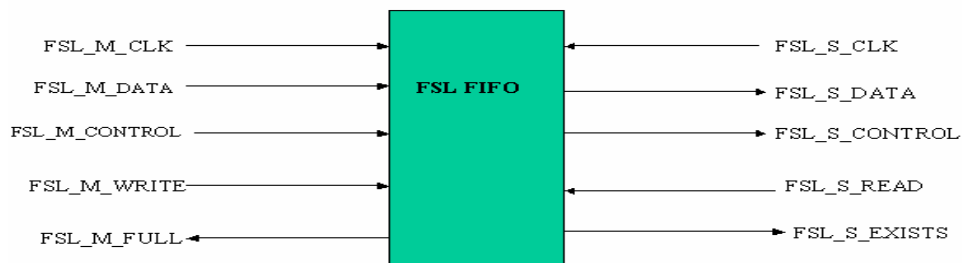 FSL_M_CLK
FSL_M_DATA
FSL_M_CONTROL
FSL_M_WRITE
FSL_M_FULL
FSL FIFO
FSL_S_CLK
FSL_S_DATA
FSL_S_CONTROL
FSL_S_READ
FSL_S_EXISTS